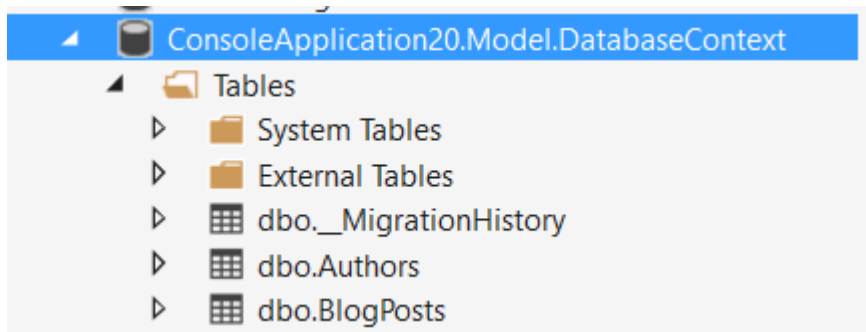 ConsoleApplication20.Model.DatabaseContext
Tables
System Tables
External Tables
dbo.__MigrationHistory
dbo.Authors
dbo.BlogPosts